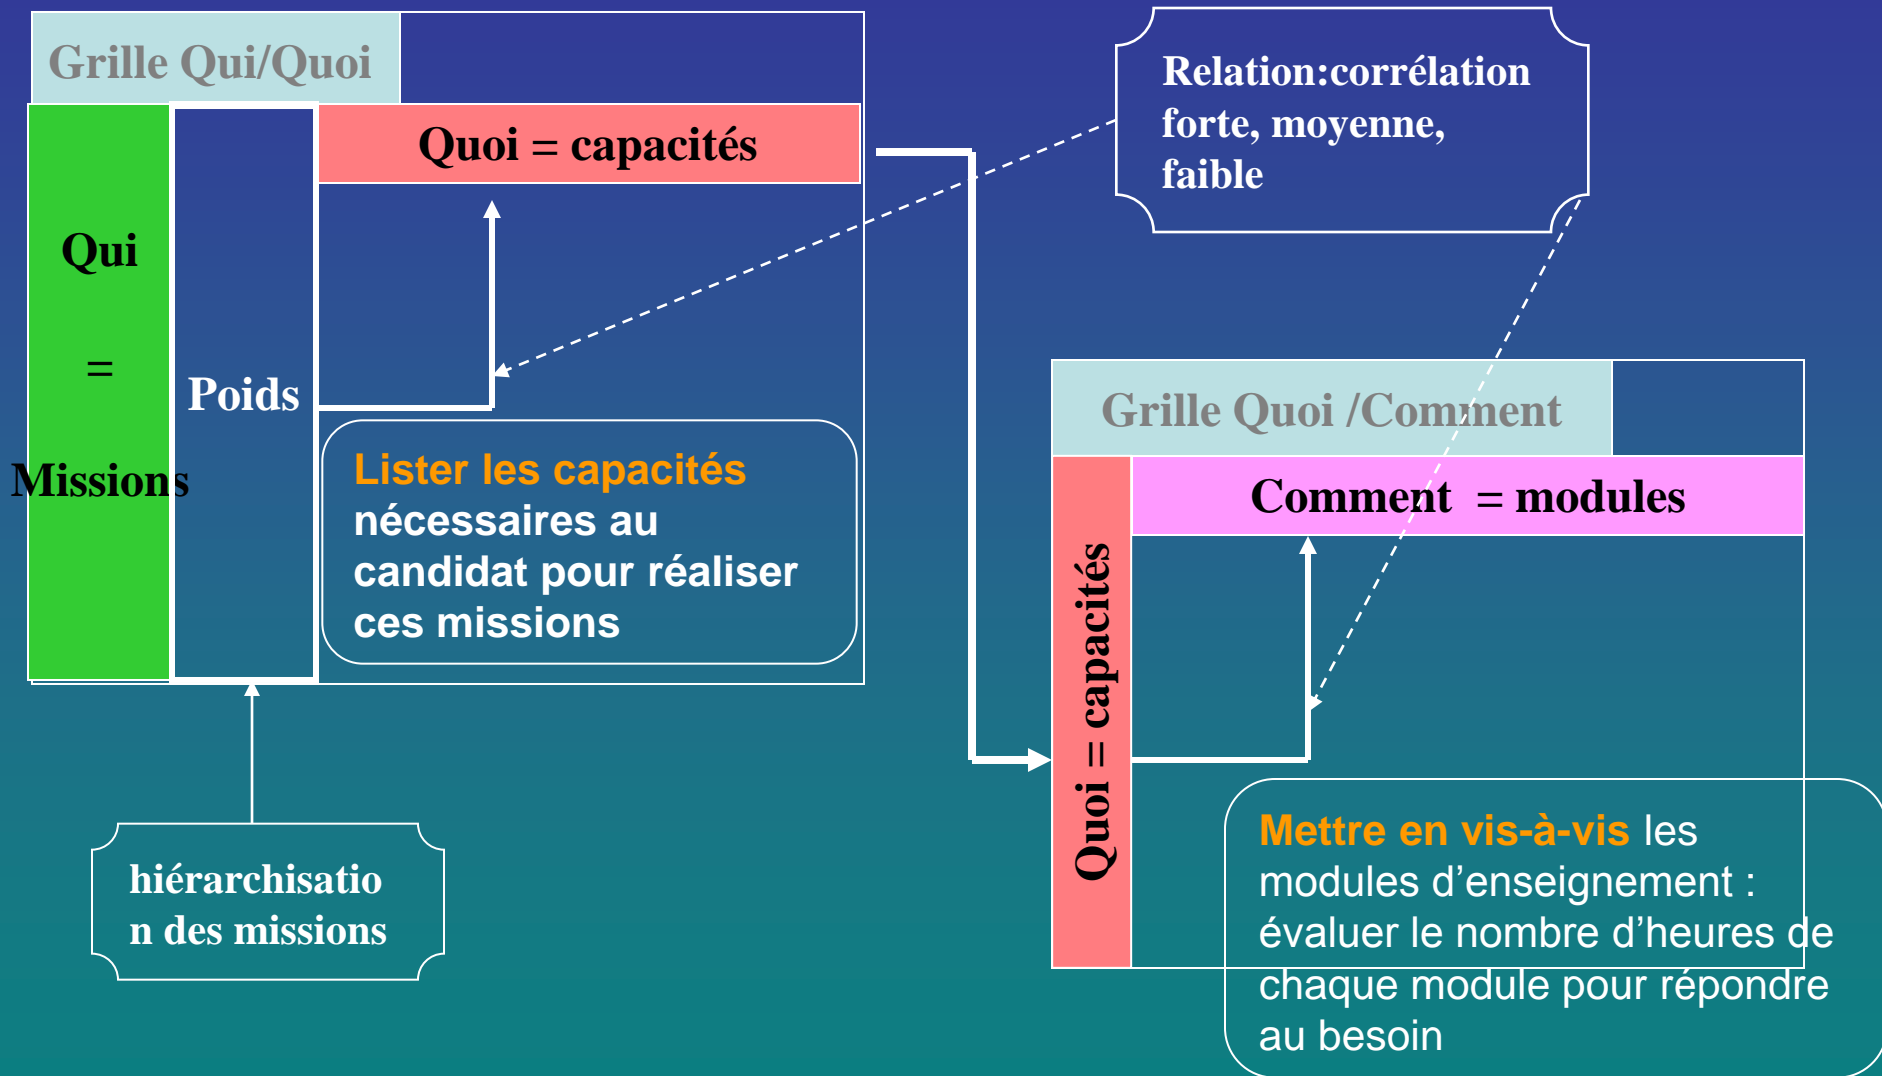 Grille Qui/Quoi
Quoi = capacités
Qui
=
Missions
Poids
Lister les capacités
nécessaires au
candidat pour réaliser
ces missions
hiérarchisatio
n des missions
Relation:corrélation
forte, moyenne,
faible
Grille Quoi /Comment
Comment = modules
Quoi = capacités
Mettre en vis-à-vis les
modules d’enseignement :
évaluer le nombre d’heures de
chaque module pour répondre
au besoin